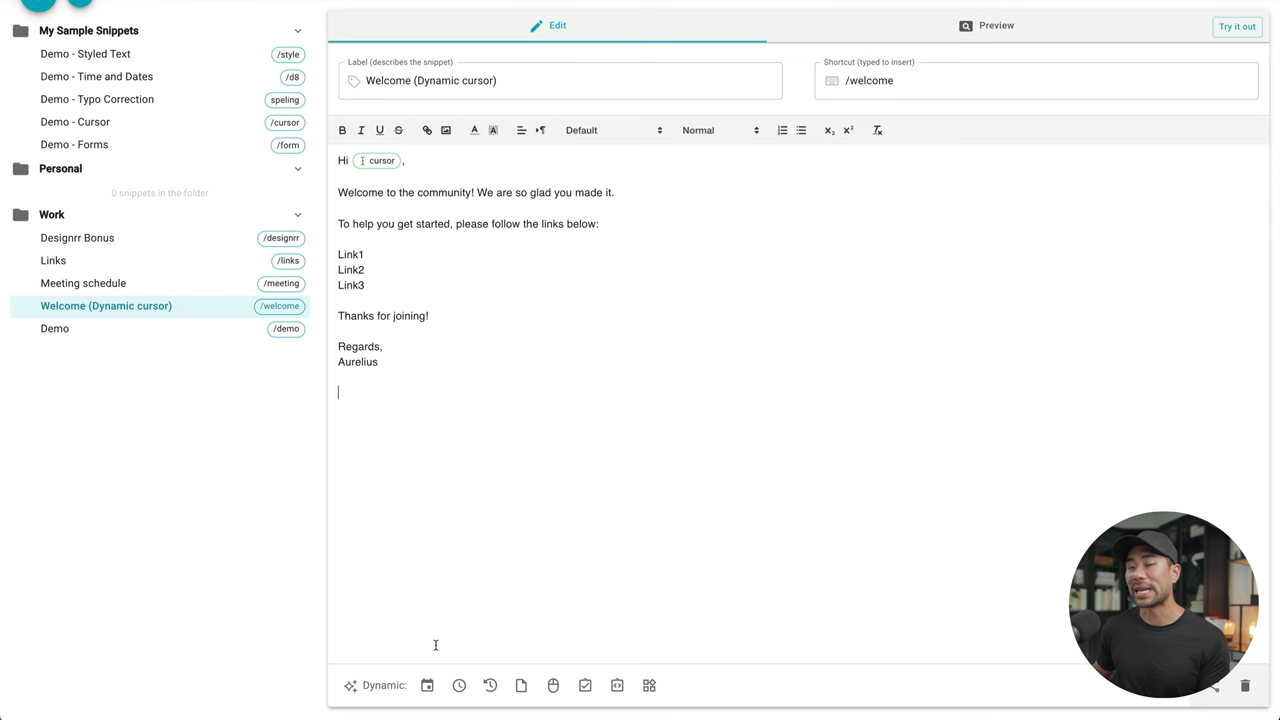 My Sample Snippets
Demo - Styled Text /style
Demo - Time and Dates /d8
Demo - Typo Correction speling
Demo - Cursor /cursor
Demo - Forms /form
Personal
0 snippets in the folder
Work
Designrr Bonus /designrr
Links /links
Meeting schedule /meeting
Welcome (Dynamic cursor) /welcome
Demo /demo
Edit
Preview
Try it out
Label (describes the snippet)
Welcome (Dynamic cursor)
Shortcut (typed to insert)
/welcome
B I U S A A Default Normal X₂ X² Tx
Hi cursor ,
Welcome to the community! We are so glad you made it.
To help you get started, please follow the links below:
Link1
Link2
Link3
Thanks for joining!
Regards,
Aurelius
Dynamic: